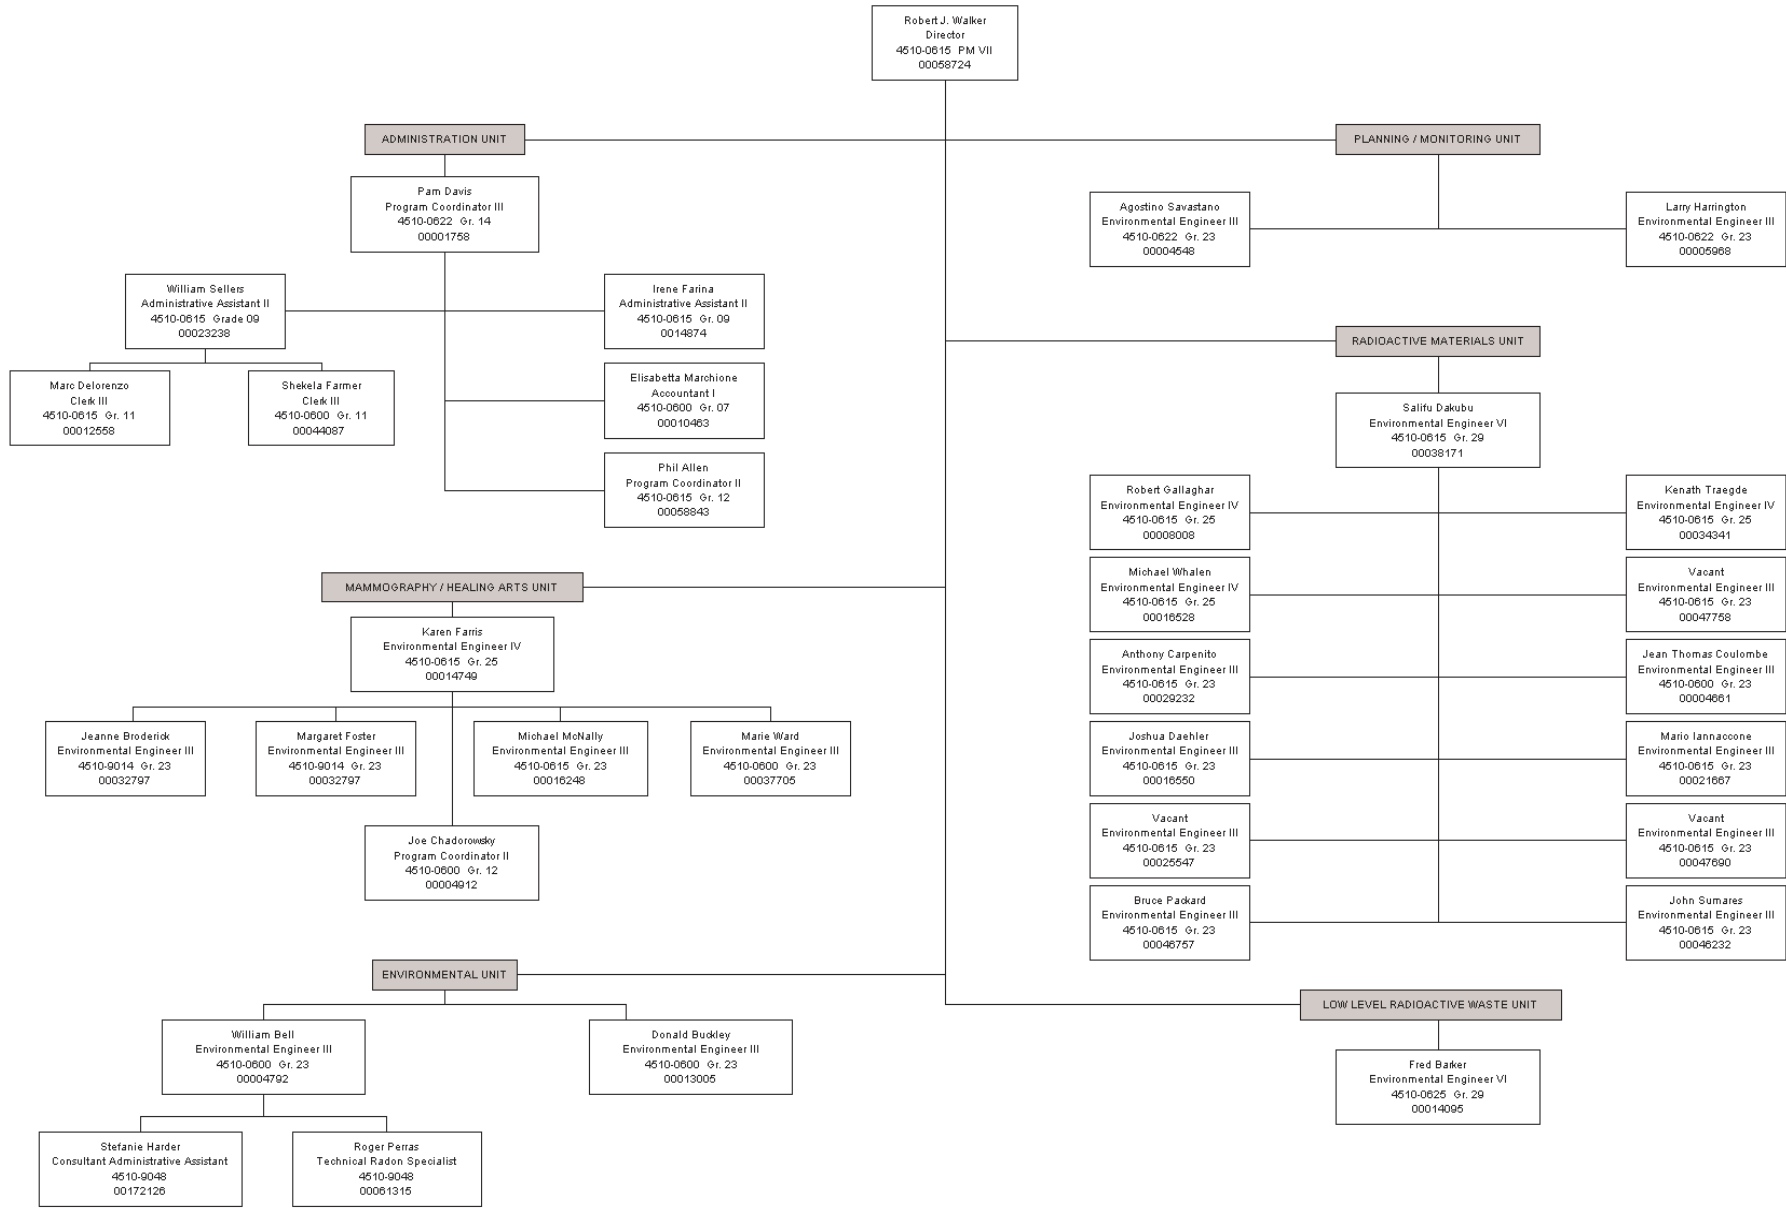 Robert J. Walker
Director
4510-0615 PM VII
00058724
ADMINISTRATION UNIT
Pam Davis
Program Coordinator III
4510-0622 Gr. 14
00001758
William Sellers
Administrative Assistant II
4510-0615 Grade 09
00023238
Irene Farina
Administrative Assistant II
4510-0615 Gr. 09
0014874
Marc Delorenzo
Clerk III
4510-0615 Gr. 11
00012558
Shekela Farmer
Clerk III
4510-0600 Gr. 11
00044087
Elisabetta Marchione
Accountant I
4510-0600 Gr. 07
00010463
Phil Allen
Program Coordinator II
4510-0615 Gr. 12
00058843
PLANNING / MONITORING UNIT
Agostino Savastano
Environmental Engineer III
4510-0622 Gr. 23
00004548
Larry Harrington
Environmental Engineer III
4510-0622 Gr. 23
00005968
RADIOACTIVE MATERIALS UNIT
Salifu Dakubu
Environmental Engineer VI
4510-0615 Gr. 29
00038171
Robert Gallaghar
Environmental Engineer IV
4510-0615 Gr. 25
00008008
Kenath Traegde
Environmental Engineer IV
4510-0615 Gr. 25
00034341
Michael Whalen
Environmental Engineer IV
4510-0615 Gr. 25
00016528
Vacant
Environmental Engineer III
4510-0615 Gr. 23
00047758
Anthony Carpenito
Environmental Engineer III
4510-0615 Gr. 23
00029232
Jean Thomas Coulombe
Environmental Engineer III
4510-0600 Gr. 23
00004661
Joshua Daehler
Environmental Engineer III
4510-0615 Gr. 23
00016550
Mario Iannaccone
Environmental Engineer III
4510-0615 Gr. 23
00021667
Vacant
Environmental Engineer III
4510-0615 Gr. 23
00025547
Vacant
Environmental Engineer III
4510-0615 Gr. 23
00047690
Bruce Packard
Environmental Engineer III
4510-0615 Gr. 23
00046757
John Sumares
Environmental Engineer III
4510-0615 Gr. 23
00046232
MAMMOGRAPHY / HEALING ARTS UNIT
Karen Farris
Environmental Engineer IV
4510-0615 Gr. 25
00014749
Jeanne Broderick
Environmental Engineer III
4510-9014 Gr. 23
00032797
Margaret Foster
Environmental Engineer III
4510-9014 Gr. 23
00032797
Michael McNally
Environmental Engineer III
4510-0615 Gr. 23
00016248
Marie Ward
Environmental Engineer III
4510-0600 Gr. 23
00037705
Joe Chadorowsky
Program Coordinator II
4510-0600 Gr. 12
00004912
ENVIRONMENTAL UNIT
William Bell
Environmental Engineer III
4510-0600 Gr. 23
00004792
Donald Buckley
Environmental Engineer III
4510-0600 Gr. 23
00013005
Stefanie Harder
Consultant Administrative Assistant
4510-9048
00172126
Roger Perras
Technical Radon Specialist
4510-9048
00061315
LOW LEVEL RADIOACTIVE WASTE UNIT
Fred Barker
Environmental Engineer VI
4510-0625 Gr. 29
00014095